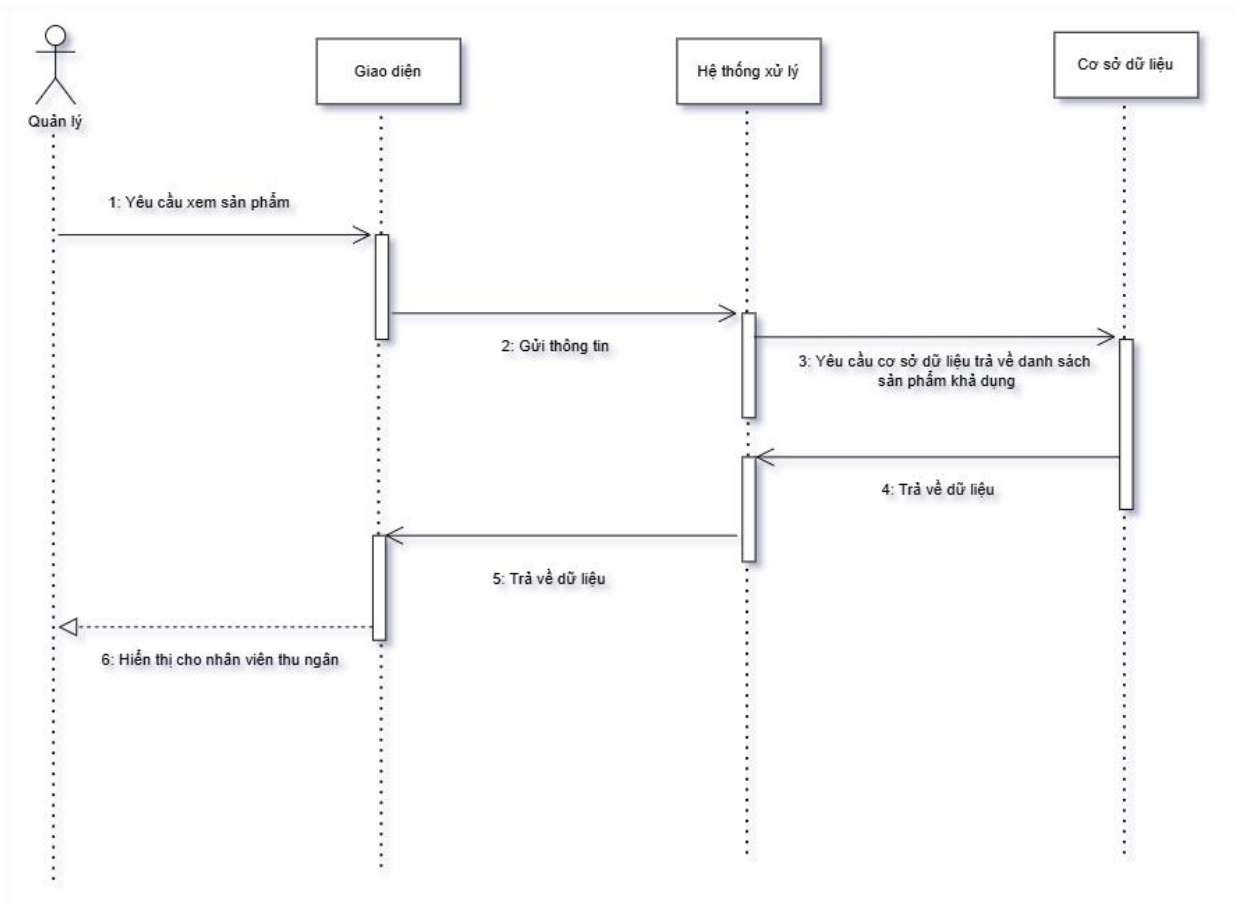 Quản lý
Giao diện
Hệ thống xử lý
Cơ sở dữ liệu
1: Yêu cầu xem sản phẩm
2: Gửi thông tin
3: Yêu cầu cơ sở dữ liệu trả về danh sách
sản phẩm khả dụng
4: Trả về dữ liệu
5: Trả về dữ liệu
6: Hiển thị cho nhân viên thu ngân